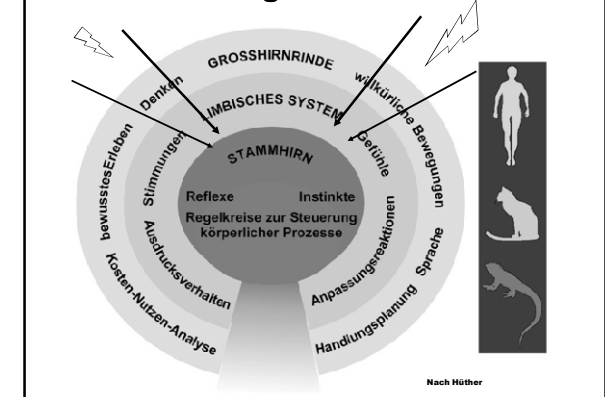 GROSSHIRNRINDE
Denken
willkürliche Bewegungen
bewusstes Erleben
Sprache
Kosten-Nutzen-Analyse
Handlungsplanung
LIMBISCHES SYSTEM
Stimmungen
Gefühle
Ausdrucksverhalten
Anpassungsreaktionen
STAMMHIRN
Reflexe
Instinkte
Regelkreise zur Steuerung
körperlicher Prozesse
Nach Hüther